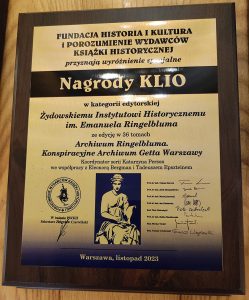 FUNDACJA HISTORIA I KULTURA
I POROZUMIENIE WYDAWCÓW
KSIĄŻKI HISTORYCZNEJ
przyznają wyróżnienie specjalne
Nagrody KLIO
w kategorii edytorskiej
Żydowskiemu Instytutowi Historycznemu
im. Emanuela Ringelbluma
za edycję w 36 tomach
Archiwum Ringelbluma.
Konspiracyjne Archiwum Getta Warszawy
Koordynator serii Katarzyna Person
we współpracy z Eleonorą Bergman i Tadeuszem Epszteinem
Warszawa, listopad 2023